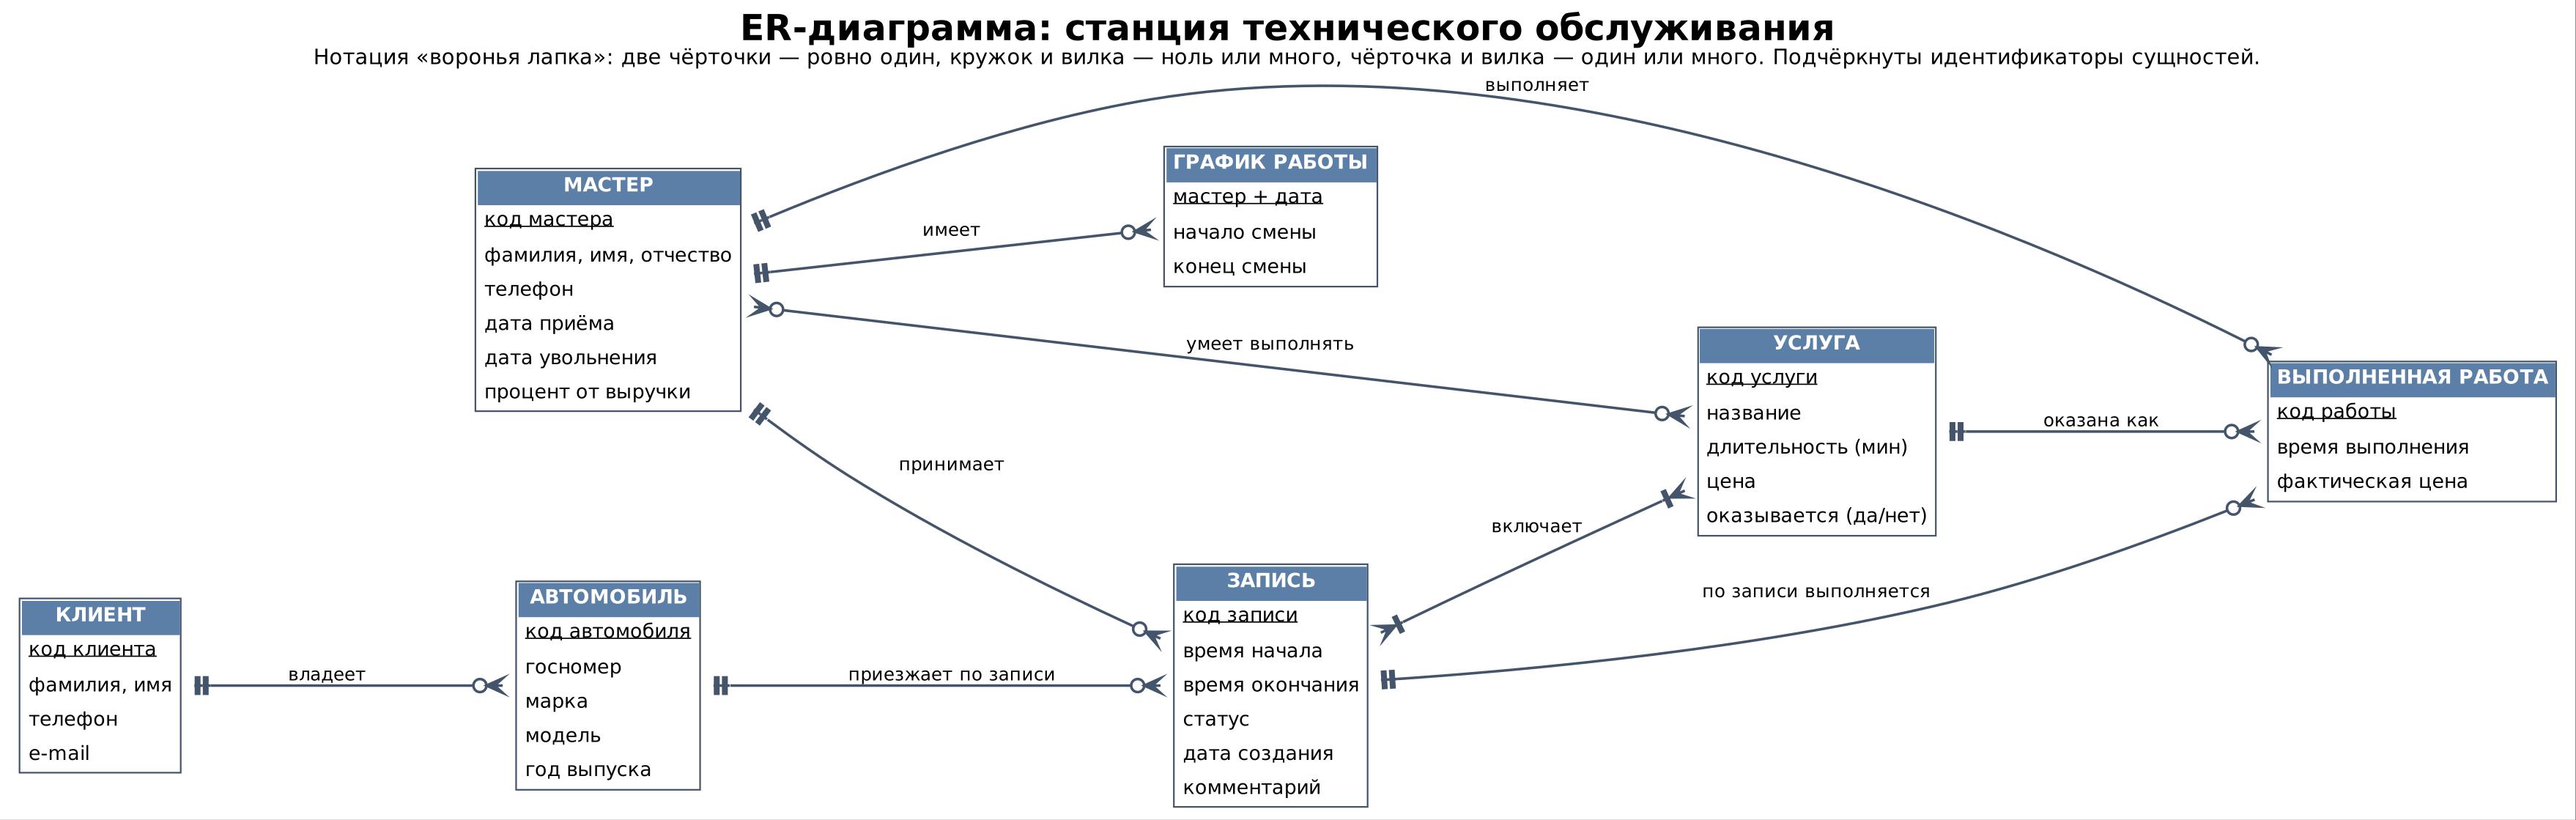 ER-диаграмма: станция технического обслуживания
Нотация «воронья лапка»: две чёрточки — ровно один, кружок и вилка — ноль или много, чёрточка и вилка — один или много. Подчёркнуты идентификаторы сущностей.
выполняет
МАСТЕР
код мастера
фамилия, имя, отчество
телефон
дата приёма
дата увольнения
процент от выручки
имеет
ГРАФИК РАБОТЫ
мастер + дата
начало смены
конец смены
умеет выполнять
УСЛУГА
код услуги
название
длительность (мин)
цена
оказывается (да/нет)
оказана как
ВЫПОЛНЕННАЯ РАБОТА
код работы
время выполнения
фактическая цена
принимает
включает
по записи выполняется
КЛИЕНТ
код клиента
фамилия, имя
телефон
e-mail
владеет
АВТОМОБИЛЬ
код автомобиля
госномер
марка
модель
год выпуска
приезжает по записи
ЗАПИСЬ
код записи
время начала
время окончания
статус
дата создания
комментарий